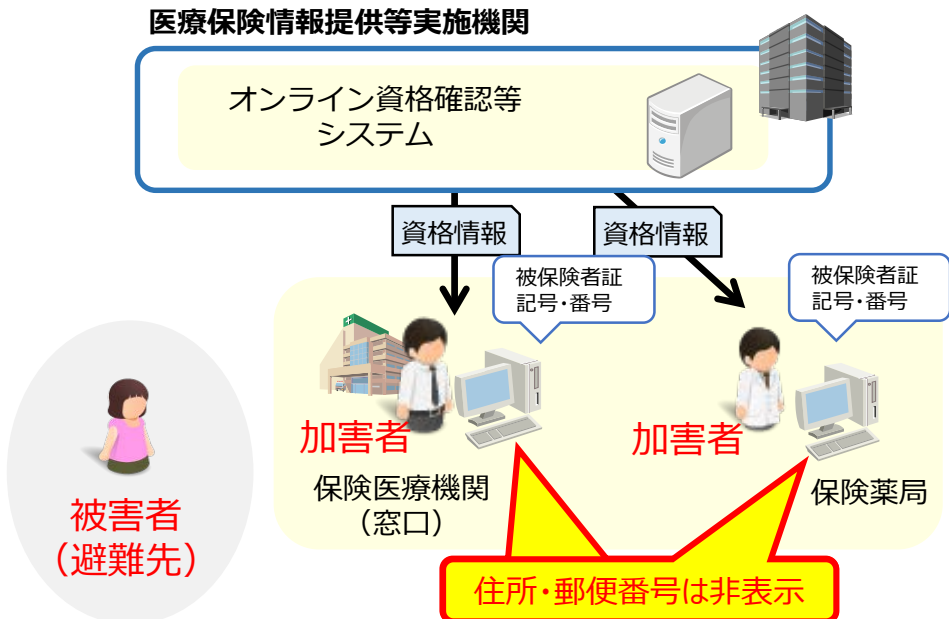 医療保険情報提供等実施機関
オンライン資格確認等
システム
資格情報
資格情報
被保険者証
記号・番号
被保険者証
記号・番号
加害者
加害者
保険医療機関
（窓口）
保険薬局
被害者
（避難先）
住所・郵便番号は非表示